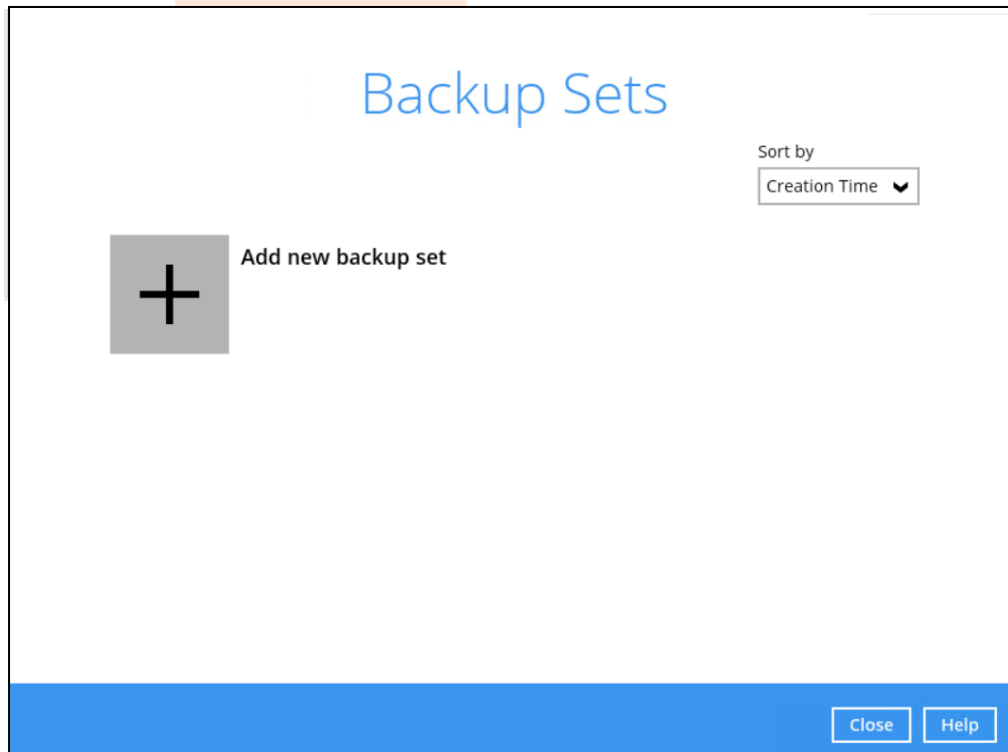 Backup Sets
Sort by
Creation Time
Add new backup set
Close
Help